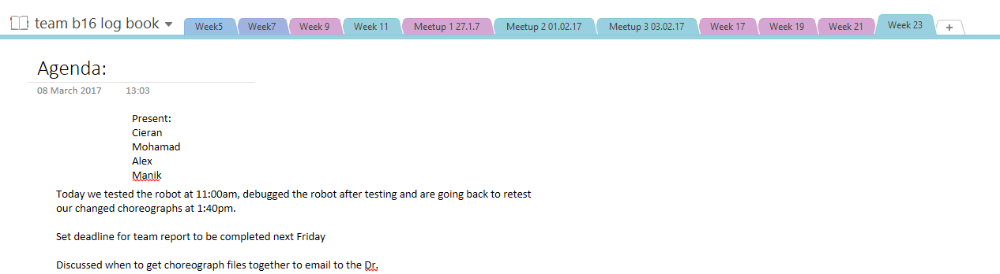 team b16 log book
Week5 Week7 Week 9 Week 11 Meetup 1 27.1.7 Meetup 2 01.02.17 Meetup 3 03.02.17 Week 17 Week 19 Week 21 Week 23 +
Agenda:
08 March 2017 13:03
Present:
Cieran
Mohamad
Alex
Manik
Today we tested the robot at 11:00am, debugged the robot after testing and are going back to retest
our changed choreographs at 1:40pm.
Set deadline for team report to be completed next Friday
Discussed when to get choreograph files together to email to the Dr.